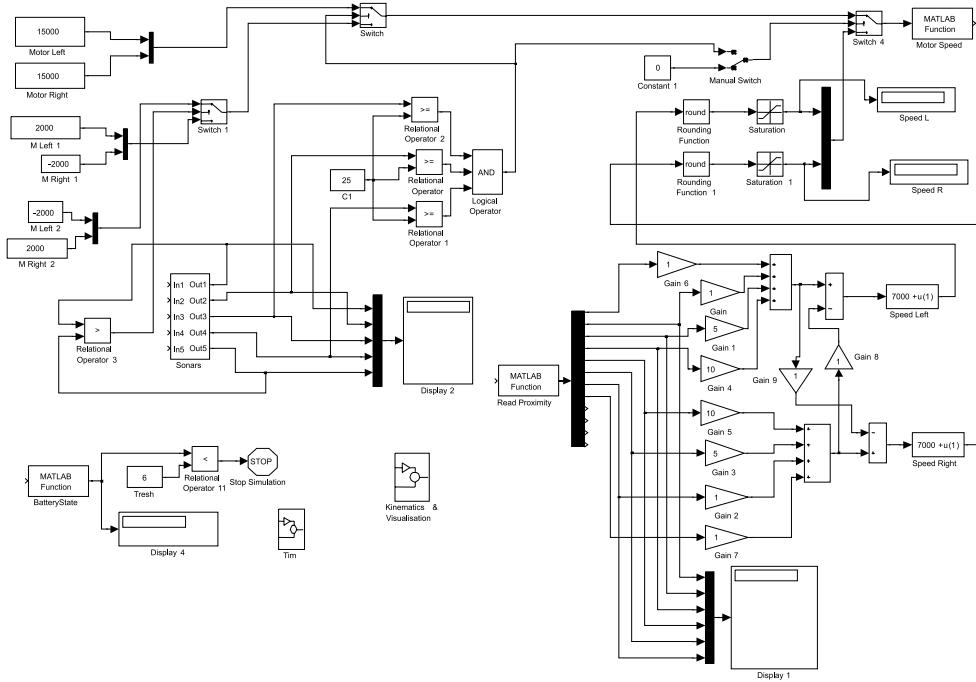 15000
Motor Left
15000
Motor Right
2000
M Left 1
-2000
M Right 1
-2000
M Left 2
2000
M Right 2
Switch
Switch 1
>=
Relational
Operator 2
>=
Relational
Operator
>=
Relational
Operator 1
25
C1
AND
Logical
Operator
0
Constant 1
Manual Switch
Switch 4
MATLAB
Function
Motor Speed
round
Rounding
Function
Saturation
Speed L
round
Rounding
Function 1
Saturation 1
Speed R
>
Relational
Operator 3
In1 Out1
In2 Out2
In3 Out3
In4 Out4
In5 Out5
Sonars
Display 2
MATLAB
Function
Read Proximity
1
Gain 6
1
Gain
5
Gain 1
10
Gain 4
10
Gain 5
5
Gain 3
1
Gain 2
1
Gain 7
+
+
+
+
+
+
+
+
1
Gain 9
1
Gain 8
+
−
−
+
7000 +u(1)
Speed Left
7000 +u(1)
Speed Right
Display 1
MATLAB
Function
BatteryState
6
Tresh
<
Relational
Operator 11
STOP
Stop Simulation
Display 4
Tim
Kinematics &
Visualisation